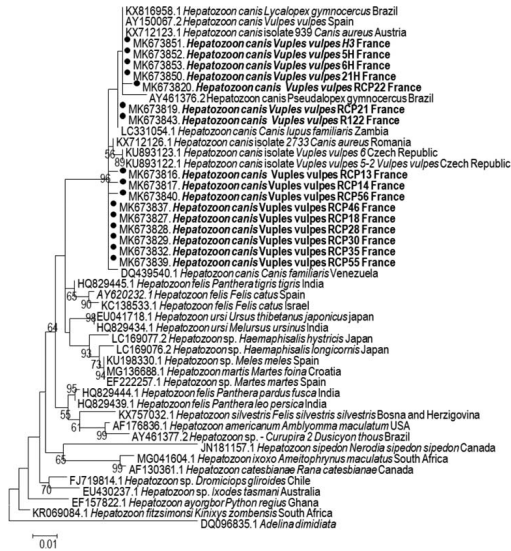 KX816958.1 Hepatozoon canis Lycalopex gymnocercus Brazil
AY150067.2 Hepatozoon canis Vulpes vulpes Spain
KX712123.1 Hepatozoon canis isolate 939 Canis aureus Austria
MK673851. Hepatozoon canis Vuples vulpes H3 France
MK673852. Hepatozoon canis Vuples vulpes 5H France
MK673853. Hepatozoon canis Vuples vulpes 6H France
MK673850. Hepatozoon canis Vuples vulpes 21H France
MK673820. Hepatozoon canis Vuples vulpes RCP22 France
AY461376.2 Hepatozoon canis Pseudalopex gymnocercus Brazil
MK673819. Hepatozoon canis Vuples vulpes RCP21 France
MK673843. Hepatozoon canis Vuples vulpes R122 France
LC331054.1 Hepatozoon canis Canis lupus familiaris Zambia
KX712126.1 Hepatozoon canis isolate 2733 Canis aureus Romania
56 KU893123.1 Hepatozoon canis isolate Vulpes vulpes 6 Czech Republic
89 KU893122.1 Hepatozoon canis isolate Vulpes vulpes 5-2 Vulpes vulpes Czech Republic
96 MK673816. Hepatozoon canis Vuples vulpes RCP13 France
MK673817. Hepatozoon canis Vuples vulpes RCP14 France
MK673840. Hepatozoon canis Vuples vulpes RCP56 France
MK673837. Hepatozoon canis Vuples vulpes RCP46 France
MK673827. Hepatozoon canis Vuples vulpes RCP18 France
MK673828. Hepatozoon canis Vuples vulpes RCP28 France
MK673829. Hepatozoon canis Vuples vulpes RCP30 France
MK673832. Hepatozoon canis Vuples vulpes RCP35 France
MK673839. Hepatozoon canis Vuples vulpes RCP55 France
DQ439540.1 Hepatozoon canis Canis familiaris Venezuela
HQ829445.1 Hepatozoon felis Panthera tigris tigris India
65 AY620232.1 Hepatozoon felis Felis catus Spain
90 KC138533.1 Hepatozoon felis Felis catus Israel
98 EU041718.1 Hepatozoon ursi Ursus thibetanus japonicus japan
64 HQ829434.1 Hepatozoon ursi Melursus ursinus India
LC169077.2 Hepatozoon sp. Haemaphisalis hystricis Japan
93 LC169076.2 Hepatozoon sp. Haemaphisalis longicornis Japan
73 KU198330.1 Hepatozoon sp. Meles meles Spain
94 MG136688.1 Hepatozoon martis Martes foina Croatia
EF222257.1 Hepatozoon sp. Martes martes Spain
95 HQ829444.1 Hepatozoon felis Panthera pardus fusca India
HQ829439.1 Hepatozoon felis Panthera leo persica India
55 KX757032.1 Hepatozoon silvestris Felis silvestris silvestris Bosna and Herzigovina
61 AF176836.1 Hepatozoon americanum Amblyomma maculatum USA
99 AY461377.2 Hepatozoon sp. - Curupira 2 Dusicyon thous Brazil
JN181157.1 Hepatozoon sipedon Nerodia sipedon sipedon Canada
65 MG041604.1 Hepatozoon ixoxo Ameitophrynus maculatus South Africa
99 AF130361.1 Hepatozoon catesbianae Rana catesbianae Canada
FJ719814.1 Hepatozoon sp. Dromiciops gliroides Chile
70 EU430237.1 Hepatozoon sp. Ixodes tasmani Australia
EF157822.1 Hepatozoon ayorgbor Python regius Ghana
KR069084.1 Hepatozoon fitzsimonsi Kinixys zombensis South Africa
DQ096835.1 Adelina dimidiata
0.01